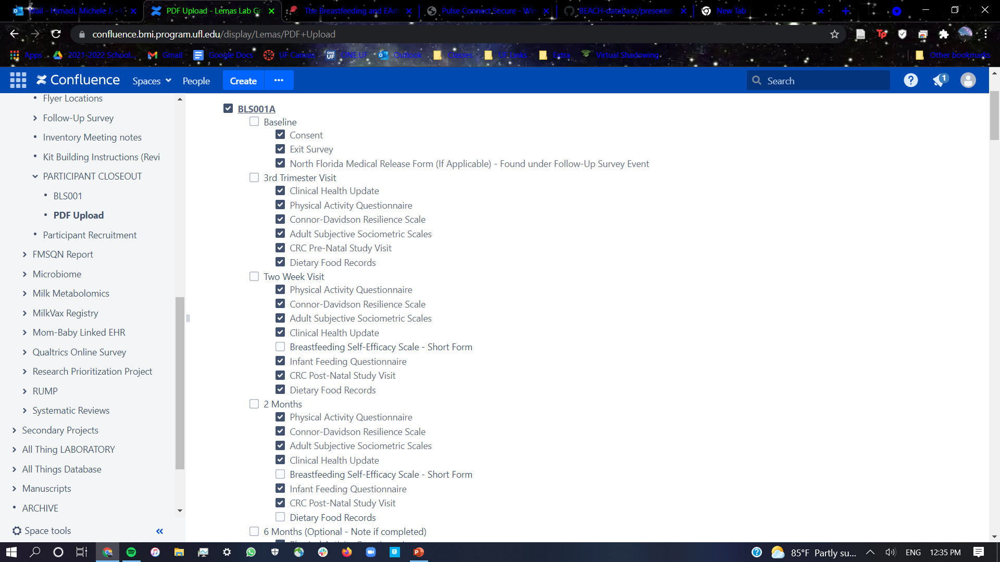 Mail - Himadi, Michele J. - 
PDF Upload - Lemas Lab Gr
The Breastfeeding and EArl
Pulse Connect Secure - Wi
BEACH-database/presentat
New Tab
confluence.bmi.program.ufl.edu/display/Lemas/PDF+Upload
Apps
2021-2022 School...
Gmail
Google Docs
UF Canvas
ONE.UF
Outlook
Classes
UF Links
Extra
Virtual Shadowing
Other bookmarks
Confluence
Spaces
People
Create
Search
1
Flyer Locations
Follow-Up Survey
Inventory Meeting notes
Kit Building Instructions (Revi
PARTICIPANT CLOSEOUT
BLS001
PDF Upload
Participant Recruitment
FMSQN Report
Microbiome
Milk Metabolomics
MilkVax Registry
Mom-Baby Linked EHR
Qualtrics Online Survey
Research Prioritization Project
RUMP
Systematic Reviews
Secondary Projects
All Thing LABORATORY
All Things Database
Manuscripts
ARCHIVE
Space tools
BLS001A
Baseline
Consent
Exit Survey
North Florida Medical Release Form (If Applicable) - Found under Follow-Up Survey Event
3rd Trimester Visit
Clinical Health Update
Physical Activity Questionnaire
Connor-Davidson Resilience Scale
Adult Subjective Sociometric Scales
CRC Pre-Natal Study Visit
Dietary Food Records
Two Week Visit
Physical Activity Questionnaire
Connor-Davidson Resilience Scale
Adult Subjective Sociometric Scales
Clinical Health Update
Breastfeeding Self-Efficacy Scale - Short Form
Infant Feeding Questionnaire
CRC Post-Natal Study Visit
Dietary Food Records
2 Months
Physical Activity Questionnaire
Connor-Davidson Resilience Scale
Adult Subjective Sociometric Scales
Clinical Health Update
Breastfeeding Self-Efficacy Scale - Short Form
Infant Feeding Questionnaire
CRC Post-Natal Study Visit
Dietary Food Records
6 Months (Optional - Note if completed)
85°F Partly su...
ENG
12:35 PM